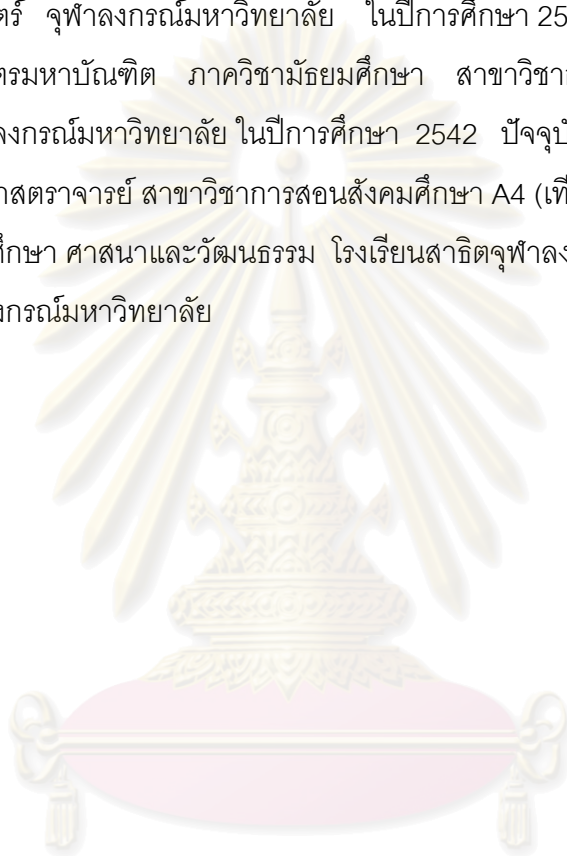 ตร์ จุฬาลงกรณ์มหาวิทยาลัย ในปีการศึกษา 25
ตรมหาบัณฑิต ภาควิชามัธยมศึกษา สาขาวิชา
ลงกรณ์มหาวิทยาลัย ในปีการศึกษา 2542 ปัจจุบั
าสตราจารย์ สาขาวิชาการสอนสังคมศึกษา A4 (เที
ศึกษา ศาสนาและวัฒนธรรม โรงเรียนสาธิตจุฬาลง
งกรณ์มหาวิทยาลัย